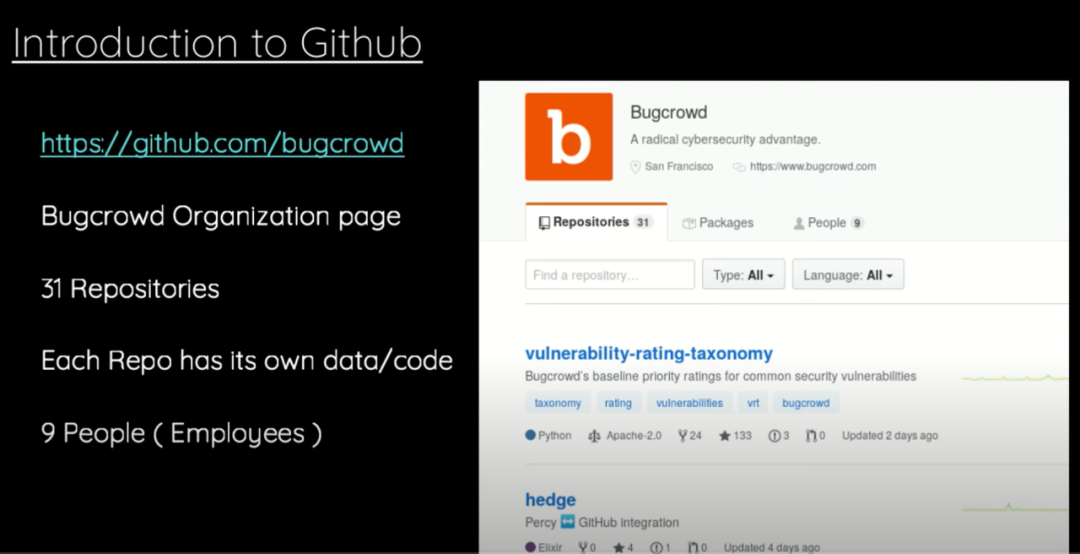 Introduction to Github
https://github.com/bugcrowd
Bugcrowd Organization page
31 Repositories
Each Repo has its own data/code
9 People ( Employees )
b
Bugcrowd
A radical cybersecurity advantage.
San Francisco https://www.bugcrowd.com
Repositories 31 Packages People 9
Find a repository... Type: All Language: All
vulnerability-rating-taxonomy
Bugcrowd's baseline priority ratings for common security vulnerabilities
taxonomy rating vulnerabilities vrt bugcrowd
Python Apache-2.0 24 133 3 0 Updated 2 days ago
hedge
Percy ↔️ GitHub integration
Elixir 0 4 1 0 Updated 4 days ago